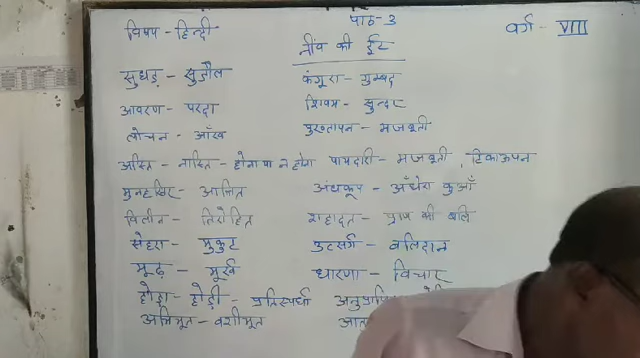 विषय - हिन्दी पाठ-3 वर्ग - VIII
नींव की ईंट
सुघड़ - सुडौल कंगूरा - गुम्बद
आवरण - परदा शिवम - सुन्दर
लोचन - आँख पुख्तापन - मजबूती
अस्ति - नास्ति - होना या न होना पायदारी - मजबूती, टिकाऊपन
मुनहसिर - आश्रित अंधकूप - अँधेरा कुआँ
विलीन - तिरोहित शहादत - प्राण की बलि
सेहरा - मुकुट उत्सर्ग - बलिदान
मूढ़ - मूर्ख धारणा - विचार
होड़ा - होड़ी - प्रतिस्पर्धा
अभिभूत - वशीभूत